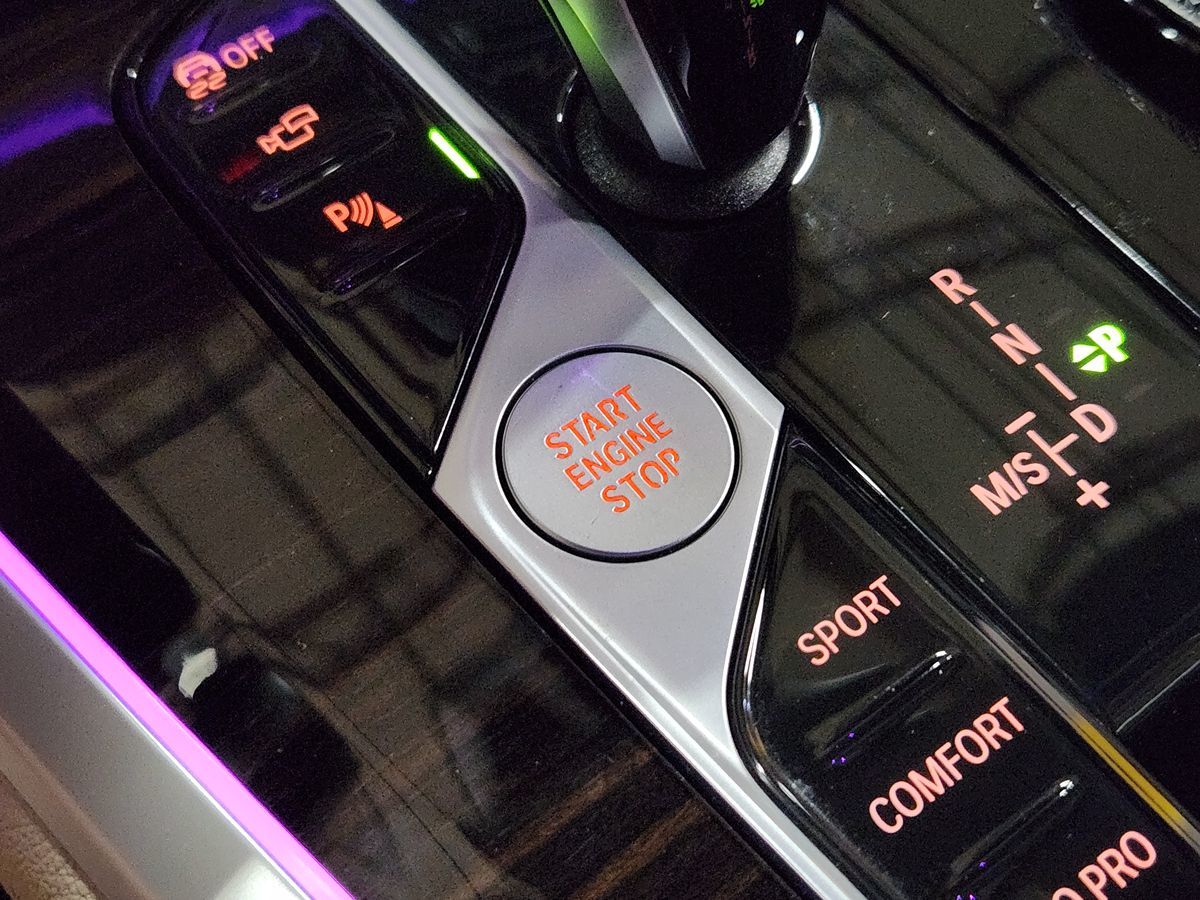 OFF
P
START
ENGINE
STOP
R
N
P
D
M/S
+
SPORT
COMFORT
PRO